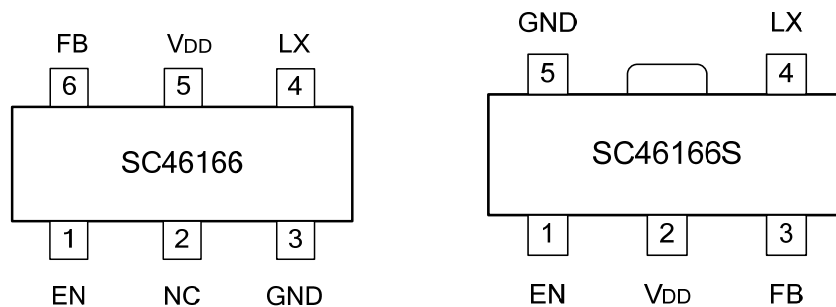 FB VDD LX
6 5 4
SC46166
1 2 3
EN NC GND
GND LX
5 4
SC46166S
1 2 3
EN VDD FB